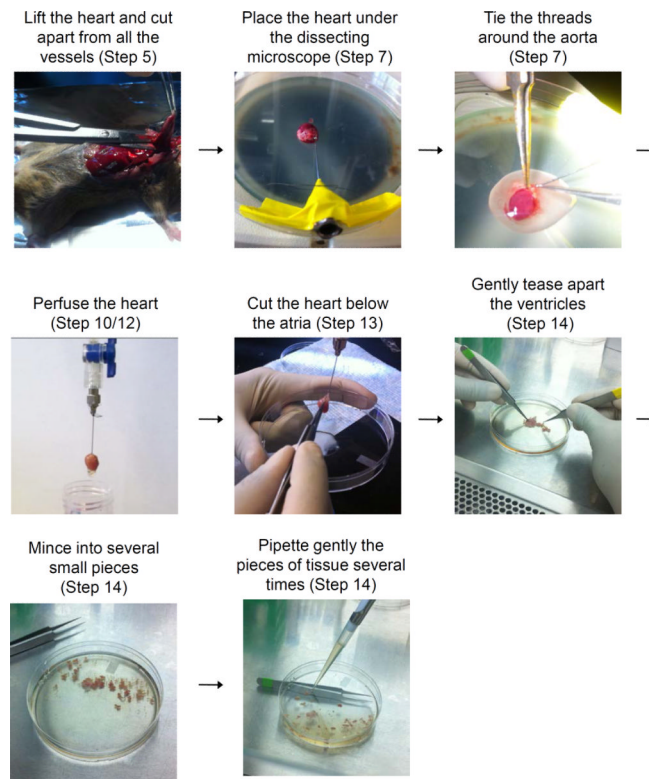 Lift the heart and cut
apart from all the
vessels (Step 5)
Place the heart under
the dissecting
microscope (Step 7)
Tie the threads
around the aorta
(Step 7)
Perfuse the heart
(Step 10/12)
Cut the heart below
the atria (Step 13)
Gently tease apart
the ventricles
(Step 14)
Mince into several
small pieces
(Step 14)
Pipette gently the
pieces of tissue several
times (Step 14)